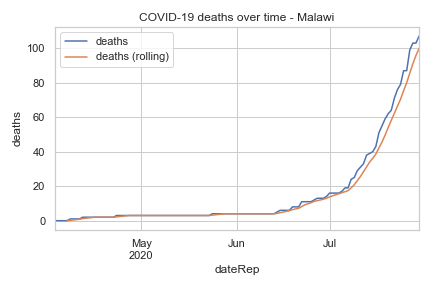 COVID-19 deaths over time - Malawi
deaths
deaths (rolling)
deaths
100
80
60
40
20
0
May
2020
Jun
Jul
dateRep